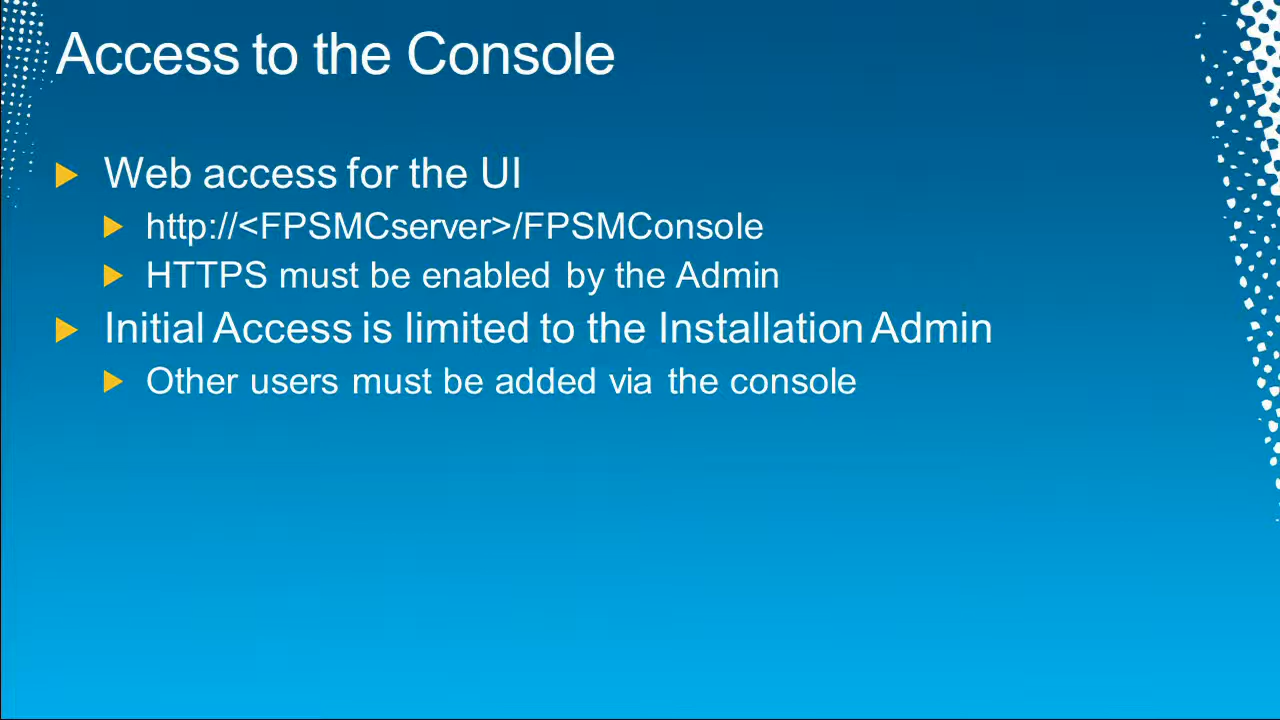 Access to the Console
Web access for the UI
http://<FPSMCserver>/FPSMConsole
HTTPS must be enabled by the Admin
Initial Access is limited to the Installation Admin
Other users must be added via the console